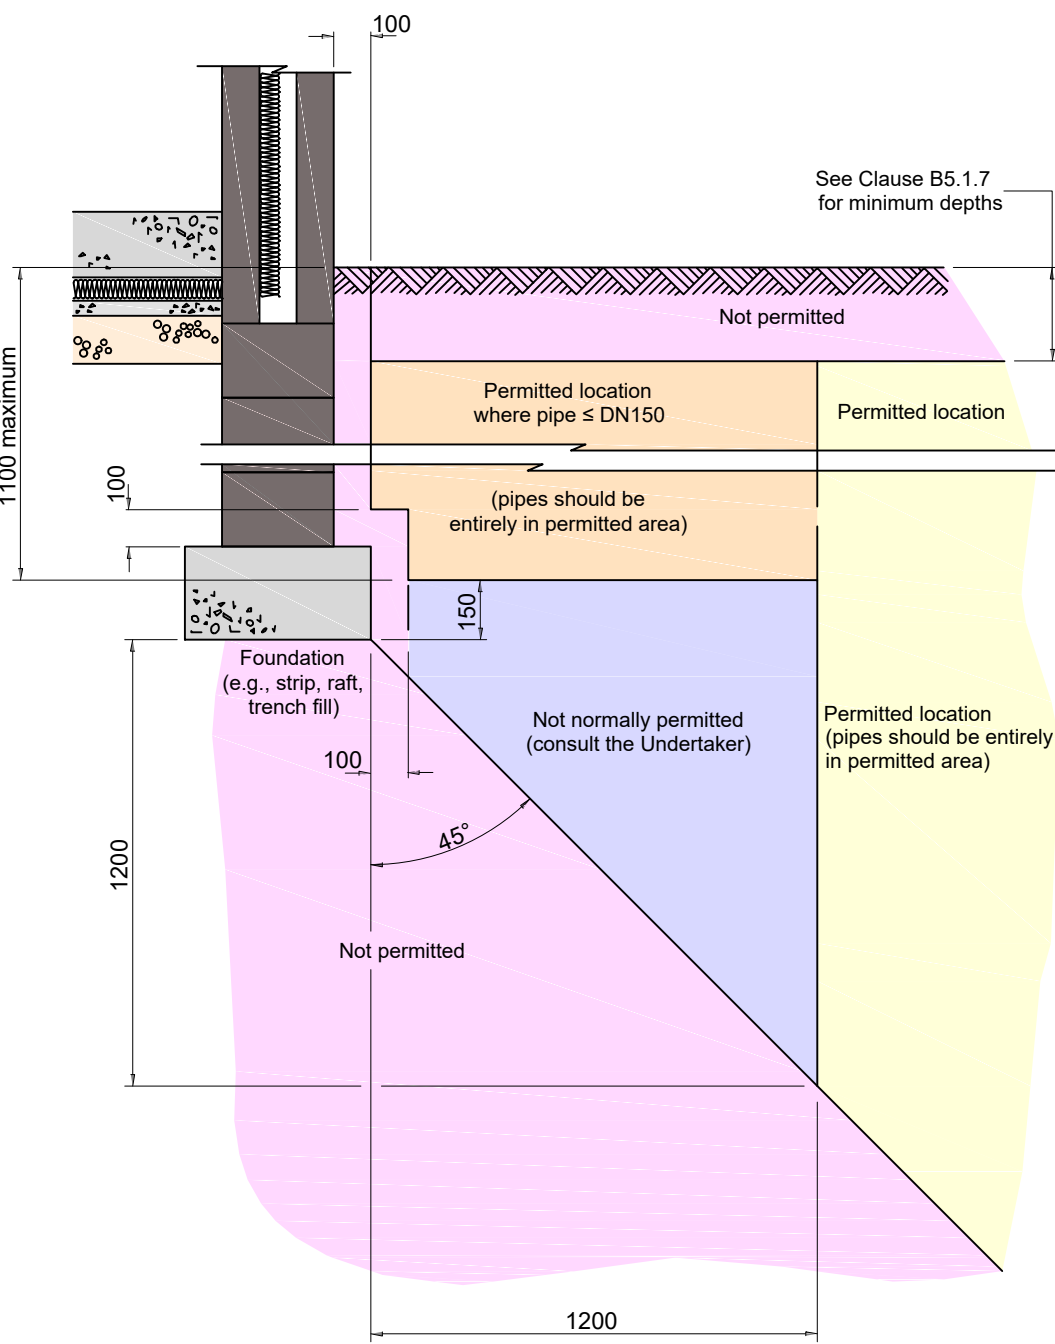 100
See Clause B5.1.7
for minimum depths
Not permitted
Permitted location
where pipe ≤ DN150
Permitted location
1100 maximum
100
(pipes should be
entirely in permitted area)
150
Foundation
(e.g., strip, raft,
trench fill)
Not normally permitted
(consult the Undertaker)
Permitted location
(pipes should be entirely
in permitted area)
100
45°
1200
Not permitted
1200